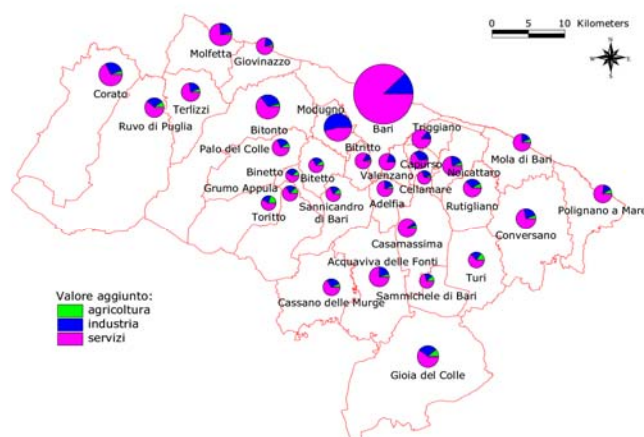 0 5 10 Kilometers
N
W E
S
Molfetta
Giovinazzo
Corato
Terlizzi
Ruvo di Puglia
Bitonto
Modugno
Bari
Triggiano
Mola di Bari
Palo del Colle
Bitritto
Capurso
Noicattaro
Binetto
Bitetto
Valenzano
Cellamare
Grumo Appula
Adelfia
Rutigliano
Polignano a Mare
Toritto
Sannicandro
di Bari
Conversano
Casamassima
Acquaviva delle Fonti
Turi
Cassano delle Murge
Sammichele di Bari
Valore aggiunto:
agricoltura
industria
servizi
Gioia del Colle